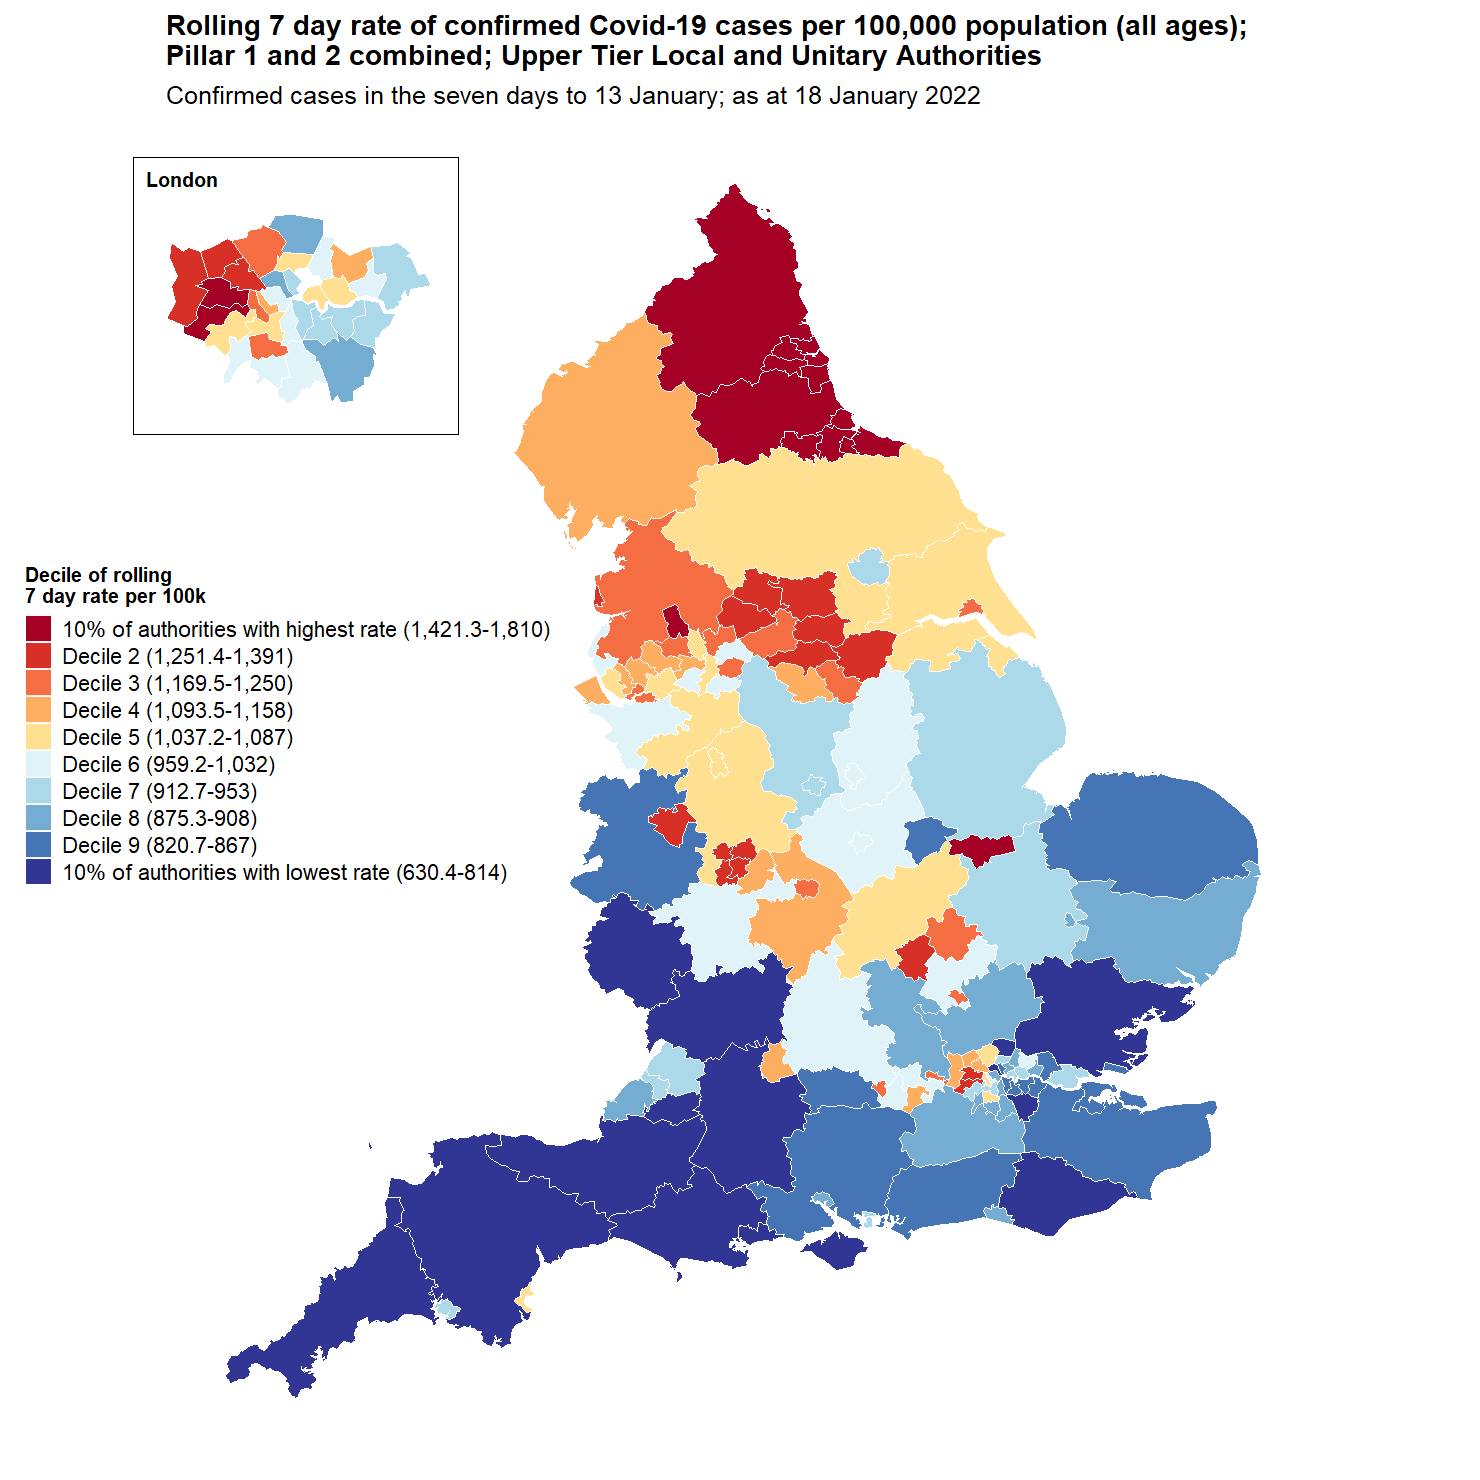 Rolling 7 day rate of confirmed Covid-19 cases per 100,000 population (all ages);
Pillar 1 and 2 combined; Upper Tier Local and Unitary Authorities
Confirmed cases in the seven days to 13 January; as at 18 January 2022
London
Decile of rolling
7 day rate per 100k
10% of authorities with highest rate (1,421.3-1,810)
Decile 2 (1,251.4-1,391)
Decile 3 (1,169.5-1,250)
Decile 4 (1,093.5-1,158)
Decile 5 (1,037.2-1,087)
Decile 6 (959.2-1,032)
Decile 7 (912.7-953)
Decile 8 (875.3-908)
Decile 9 (820.7-867)
10% of authorities with lowest rate (630.4-814)